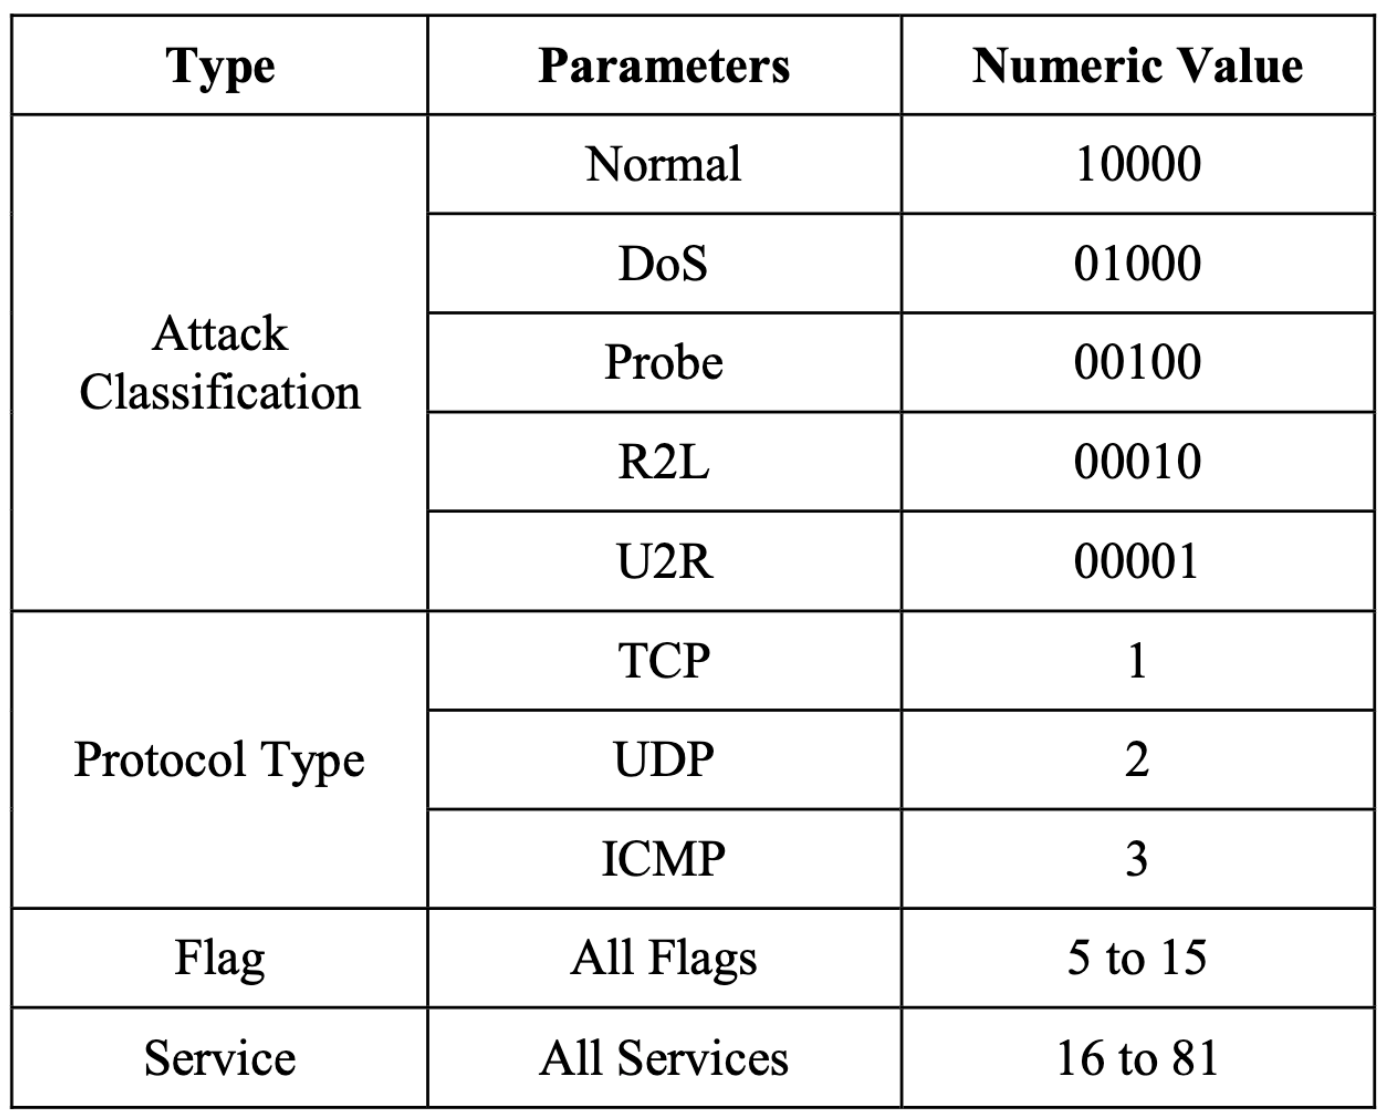 Type Parameters Numeric Value
Attack
Classification
Normal 10000
DoS 01000
Probe 00100
R2L 00010
U2R 00001
Protocol Type
TCP 1
UDP 2
ICMP 3
Flag All Flags 5 to 15
Service All Services 16 to 81